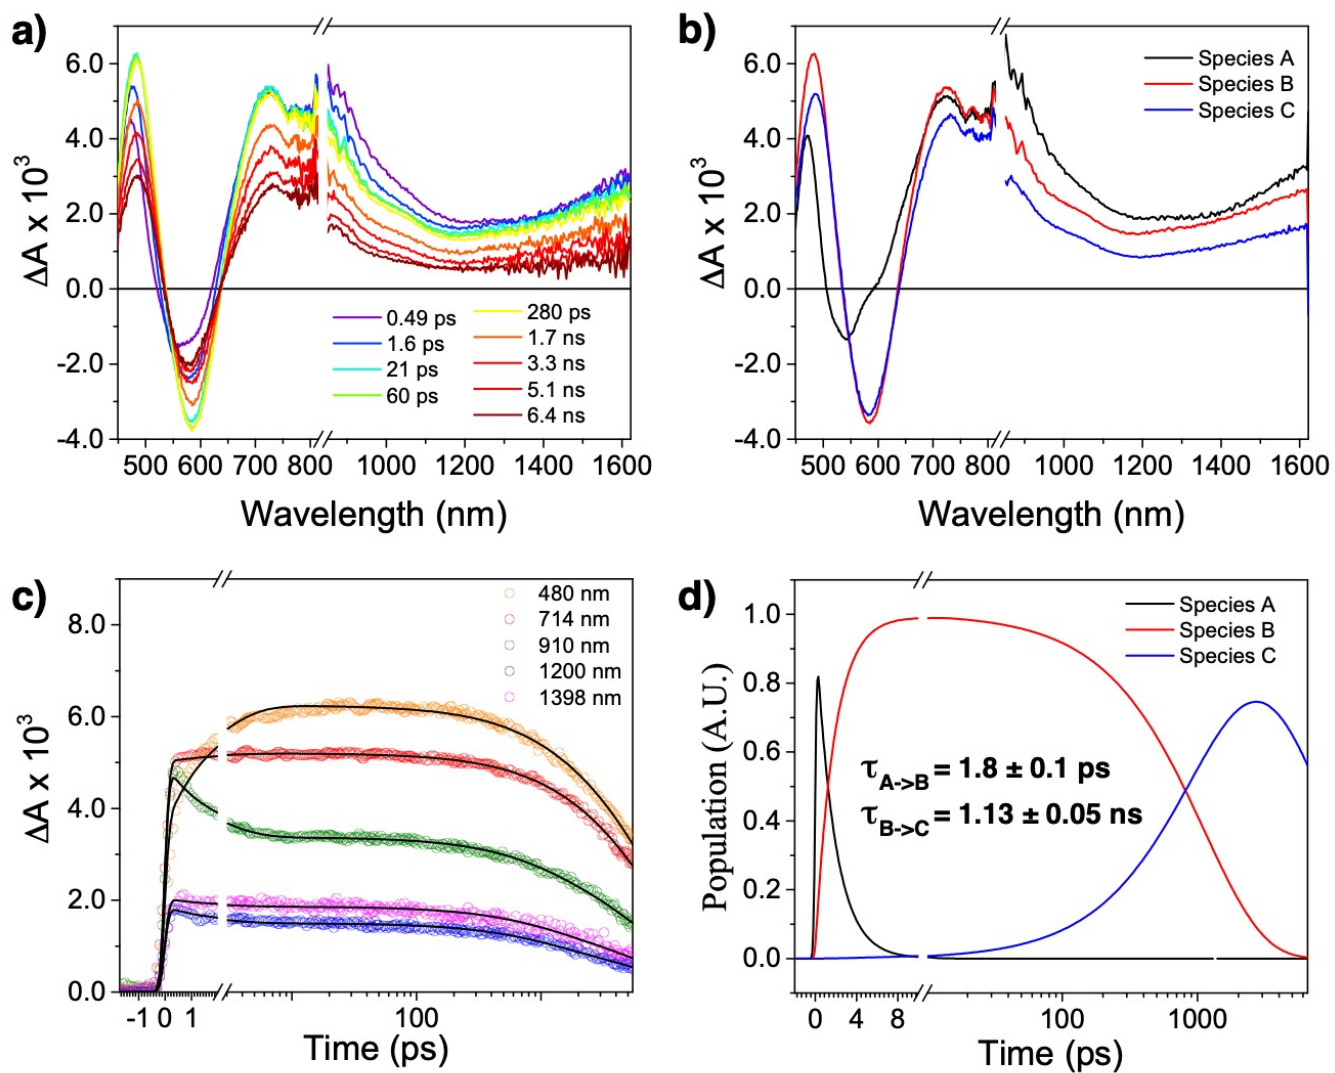 a)
6.0
4.0
2.0
0.0
-2.0
-4.0
ΔA x 10³
0.49 ps
1.6 ps
21 ps
60 ps
280 ps
1.7 ns
3.3 ns
5.1 ns
6.4 ns
500 600 700 800 1000 1200 1400 1600
Wavelength (nm)
b)
6.0
4.0
2.0
0.0
-2.0
-4.0
ΔA x 10³
Species A
Species B
Species C
500 600 700 800 1000 1200 1400 1600
Wavelength (nm)
c)
8.0
6.0
4.0
2.0
0.0
ΔA x 10³
480 nm
714 nm
910 nm
1200 nm
1398 nm
-1 0 1 100
Time (ps)
d)
1.0
0.8
0.6
0.4
0.2
0.0
Population (A.U.)
Species A
Species B
Species C
τA->B = 1.8 ± 0.1 ps
τB->C = 1.13 ± 0.05 ns
0 4 8 100 1000
Time (ps)